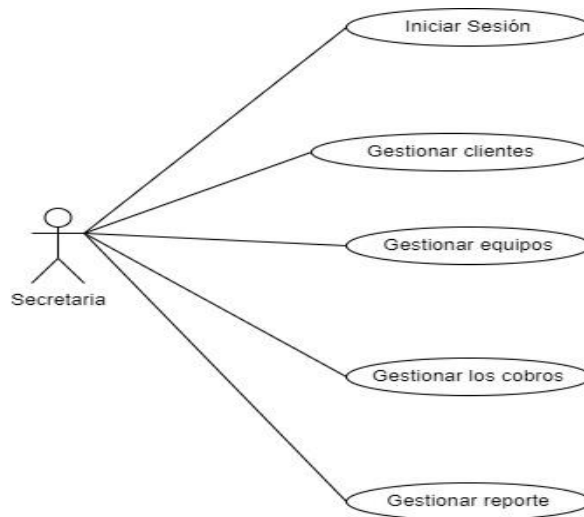 Iniciar Sesión
Gestionar clientes
Gestionar equipos
Secretaria
Gestionar los cobros
Gestionar reporte